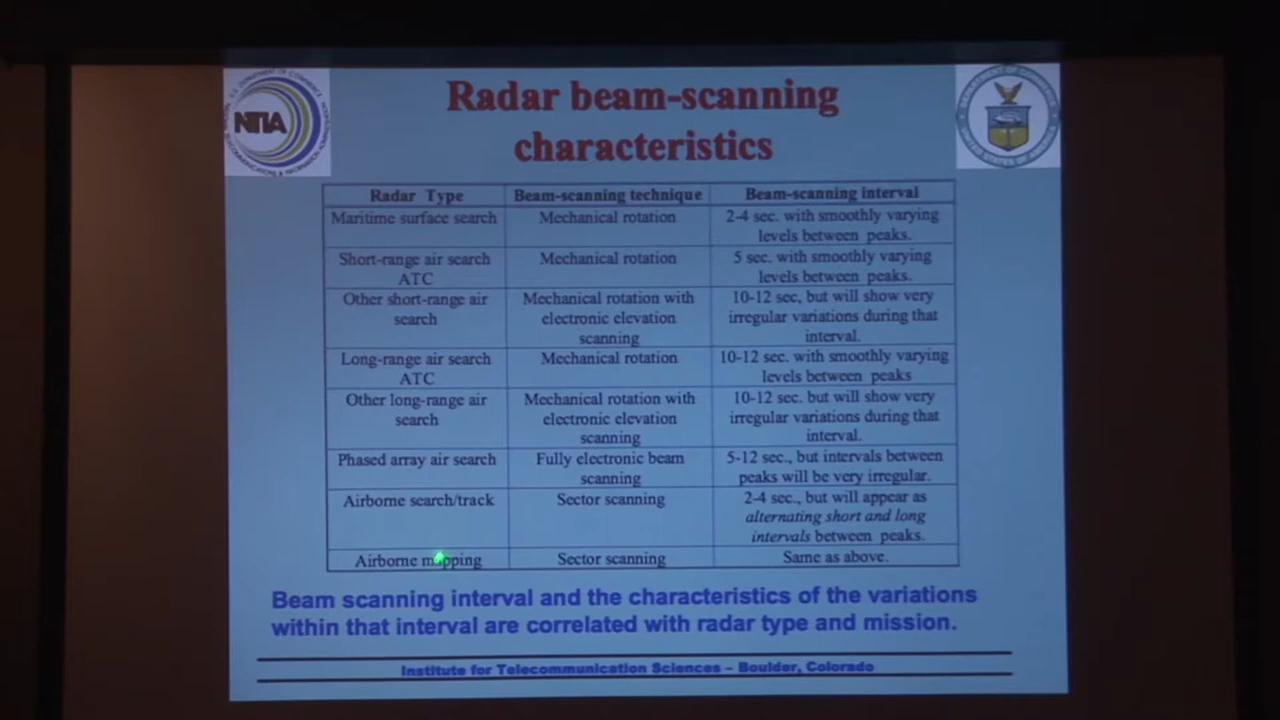 NTIA
Radar beam-scanning
characteristics
Radar Type
Beam-scanning technique
Beam-scanning interval
Maritime surface search
Mechanical rotation
2-4 sec. with smoothly varying
levels between peaks.
Short-range air search
ATC
Mechanical rotation
5 sec. with smoothly varying
levels between peaks.
Other short-range air
search
Mechanical rotation with
electronic elevation
scanning
10-12 sec, but will show very
irregular variations during that
interval.
Long-range air search
ATC
Mechanical rotation
10-12 sec. with smoothly varying
levels between peaks
Other long-range air
search
Mechanical rotation with
electronic elevation
scanning
10-12 sec. but will show very
irregular variations during that
interval.
Phased array air search
Fully electronic beam
scanning
5-12 sec., but intervals between
peaks will be very irregular.
Airborne search/track
Sector scanning
2-4 sec., but will appear as
alternating short and long
intervals between peaks.
Airborne mapping
Sector scanning
Same as above.
Beam scanning interval and the characteristics of the variations
within that interval are correlated with radar type and mission.
Institute for Telecommunication Sciences – Boulder, Colorado